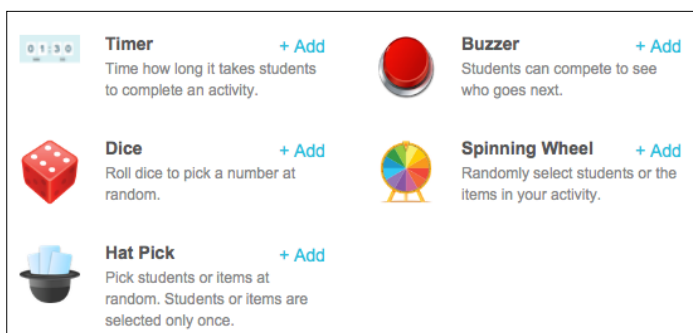 01:30
Timer + Add
Time how long it takes students
to complete an activity.
Buzzer + Add
Students can compete to see
who goes next.
Dice + Add
Roll dice to pick a number at
random.
Spinning Wheel + Add
Randomly select students or the
items in your activity.
Hat Pick + Add
Pick students or items at
random. Students or items are
selected only once.